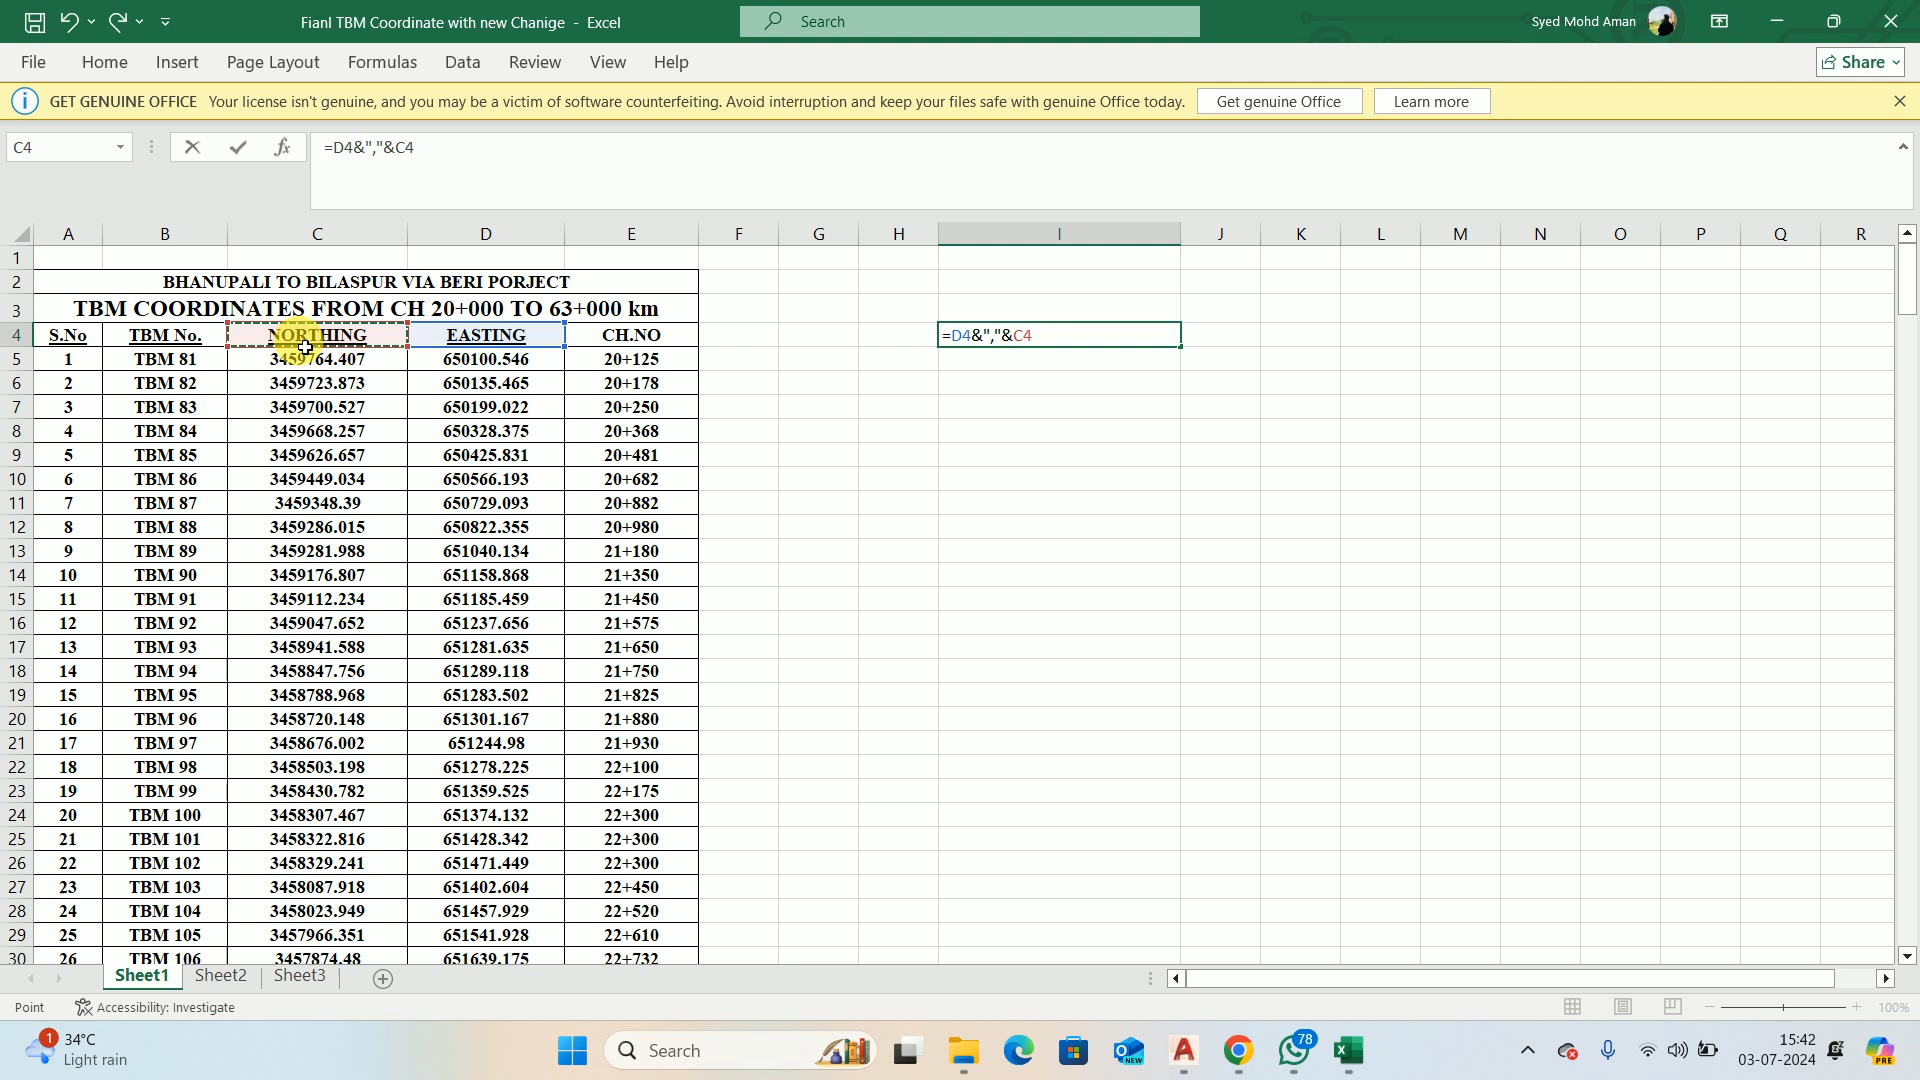 Fianl TBM Coordinate with new Chanige - Excel
Search
Syed Mohd Aman
File Home Insert Page Layout Formulas Data Review View Help
Share
GET GENUINE OFFICE Your license isn't genuine, and you may be a victim of software counterfeiting. Avoid interruption and keep your files safe with genuine Office today. Get genuine Office Learn more
C4 fx =D4&","&C4
A B C D E F G H I J K L M N O P Q R
1
2 BHANUPALI TO BILASPUR VIA BERI PORJECT
3 TBM COORDINATES FROM CH 20+000 TO 63+000 km
4 S.No TBM No. NORTHING EASTING CH.NO =D4&","&C4
5 1 TBM 81 3459764.407 650100.546 20+125
6 2 TBM 82 3459723.873 650135.465 20+178
7 3 TBM 83 3459700.527 650199.022 20+250
8 4 TBM 84 3459668.257 650328.375 20+368
9 5 TBM 85 3459626.657 650425.831 20+481
10 6 TBM 86 3459449.034 650566.193 20+682
11 7 TBM 87 3459348.39 650729.093 20+882
12 8 TBM 88 3459286.015 650822.355 20+980
13 9 TBM 89 3459281.988 651040.134 21+180
14 10 TBM 90 3459176.807 651158.868 21+350
15 11 TBM 91 3459112.234 651185.459 21+450
16 12 TBM 92 3459047.652 651237.656 21+575
17 13 TBM 93 3458941.588 651281.635 21+650
18 14 TBM 94 3458847.756 651289.118 21+750
19 15 TBM 95 3458788.968 651283.502 21+825
20 16 TBM 96 3458720.148 651301.167 21+880
21 17 TBM 97 3458676.002 651244.98 21+930
22 18 TBM 98 3458503.198 651278.225 22+100
23 19 TBM 99 3458430.782 651359.525 22+175
24 20 TBM 100 3458307.467 651374.132 22+300
25 21 TBM 101 3458322.816 651428.342 22+300
26 22 TBM 102 3458329.241 651471.449 22+300
27 23 TBM 103 3458087.918 651402.604 22+450
28 24 TBM 104 3458023.949 651457.929 22+520
29 25 TBM 105 3457966.351 651541.928 22+610
30 26 TBM 106 3457874.48 651639.175 22+732
Sheet1 Sheet2 Sheet3
Point Accessibility: Investigate 100%
1 34°C
Light rain
Search
NEW
78
15:42
03-07-2024
PRE